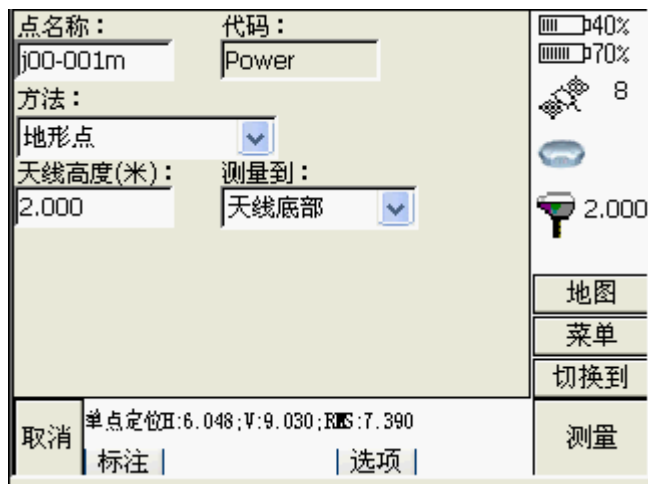 点名称： 代码：
j00-001m Power
方法：
地形点
天线高度(米)： 测量到：
2.000 天线底部
40%
70%
8
2.000
地图
菜单
切换到
取消
单点定位H:6.048;V:9.030;RMS:7.390
标注 选项
测量